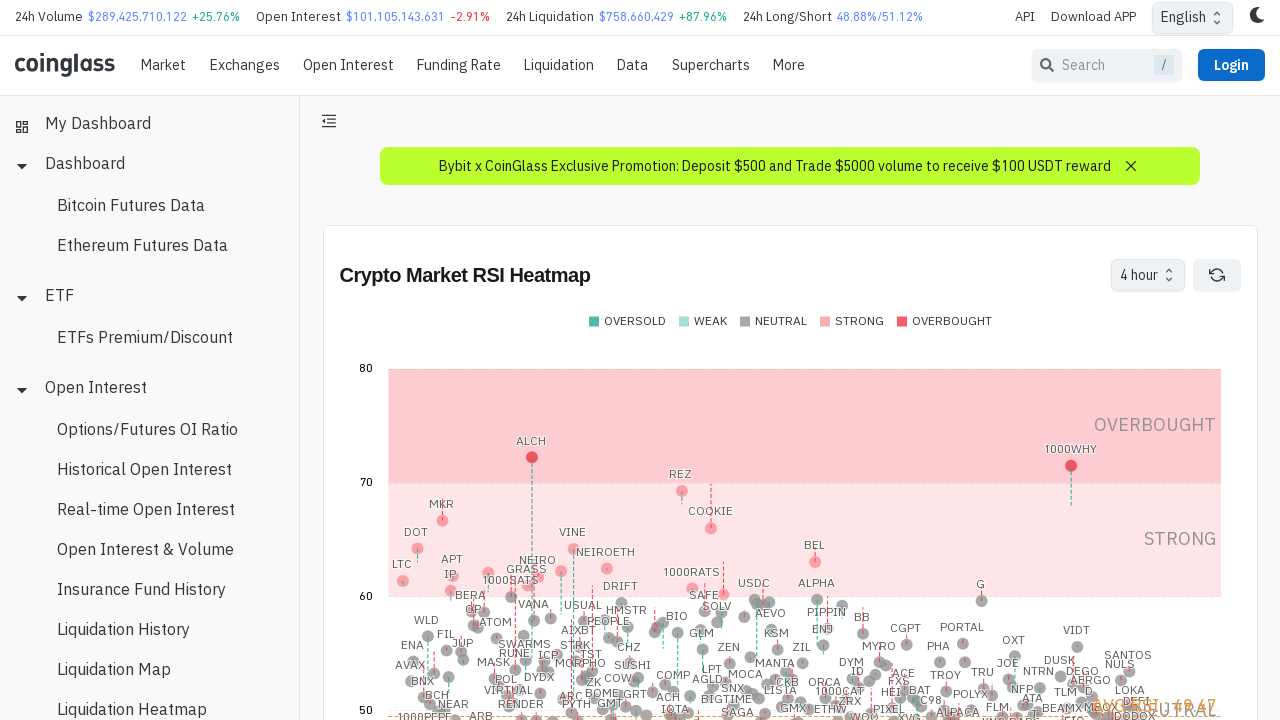 24h Volume $289,425,710,122 +25.76% Open Interest $101,105,143,631 -2.91% 24h Liquidation $758,660,429 +87.96% 24h Long/Short 48.88%/51.12% API Download APP English
coinglass Market Exchanges Open Interest Funding Rate Liquidation Data Supercharts More Search / Login
My Dashboard
Dashboard
Bitcoin Futures Data
Ethereum Futures Data
ETF
ETFs Premium/Discount
Open Interest
Options/Futures OI Ratio
Historical Open Interest
Real-time Open Interest
Open Interest & Volume
Insurance Fund History
Liquidation History
Liquidation Map
Liquidation Heatmap
Bybit x CoinGlass Exclusive Promotion: Deposit $500 and Trade $5000 volume to receive $100 USDT reward
Crypto Market RSI Heatmap 4 hour
OVERSOLD WEAK NEUTRAL STRONG OVERBOUGHT
80
OVERBOUGHT
ALCH
1000WHY
REZ
70
MKR
COOKIE
DOT VINE
STRONG
BEL
NEIROETH
APT NEIRO
LTC GRASS
IP 1000SATS 1000RATS
DRIFT USDC ALPHA G
60
BERA SAFE
VANA USUAL HMSTR SOLV
WLD ATOM PEOPLE BIO AEVO PIPPIN BB
FIL AIXBT GEM KSM ENJ CGPT PORTAL VIDT
ENA JUP SWARMS STRK CHZ ZEN ZIL MYRO PHA OXT
RUNE ICP TST SANTOS
AVAX MASK MORPHO SUSHI LPT MANTA DYM JOE DUSK NULS
BNX POL DYDX ZK COW COMP AGLD MOCA CKB ORCA ID FXS ACE TROY TRU NTRN DEGO AERGO
BCH VIRTUAL ARC BOME GRT SNX LISTA 1000CAT HEI BAT POLYX NFP TLM LOKA
NEAR RENDER PYTH GMT ACH BIGTIME ZRX C98 ATA
1000PEPE ARB IOTA SAGA GMX ETHW PIXEL ALPACA FLM BEAMX
50
NEUTRAL